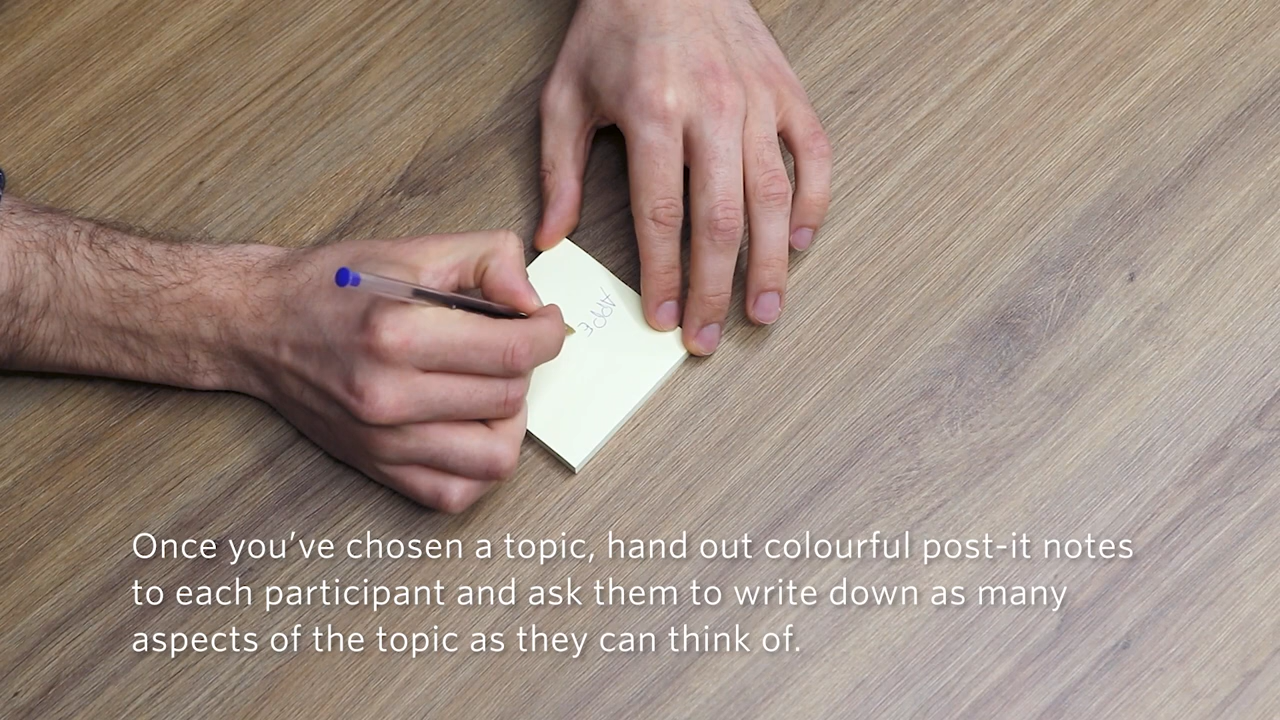 APPE
Once you’ve chosen a topic, hand out colourful post-it notes
to each participant and ask them to write down as many
aspects of the topic as they can think of.